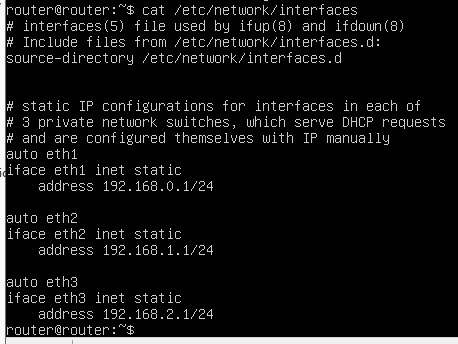 router@router:~$ cat /etc/network/interfaces
# interfaces(5) file used by ifup(8) and ifdown(8)
# Include files from /etc/network/interfaces.d:
source-directory /etc/network/interfaces.d
# static IP configurations for interfaces in each of
# 3 private network switches, which serve DHCP requests
# and are configured themselves with IP manually
auto eth1
iface eth1 inet static
    address 192.168.0.1/24
auto eth2
iface eth2 inet static
    address 192.168.1.1/24
auto eth3
iface eth3 inet static
    address 192.168.2.1/24
router@router:~$